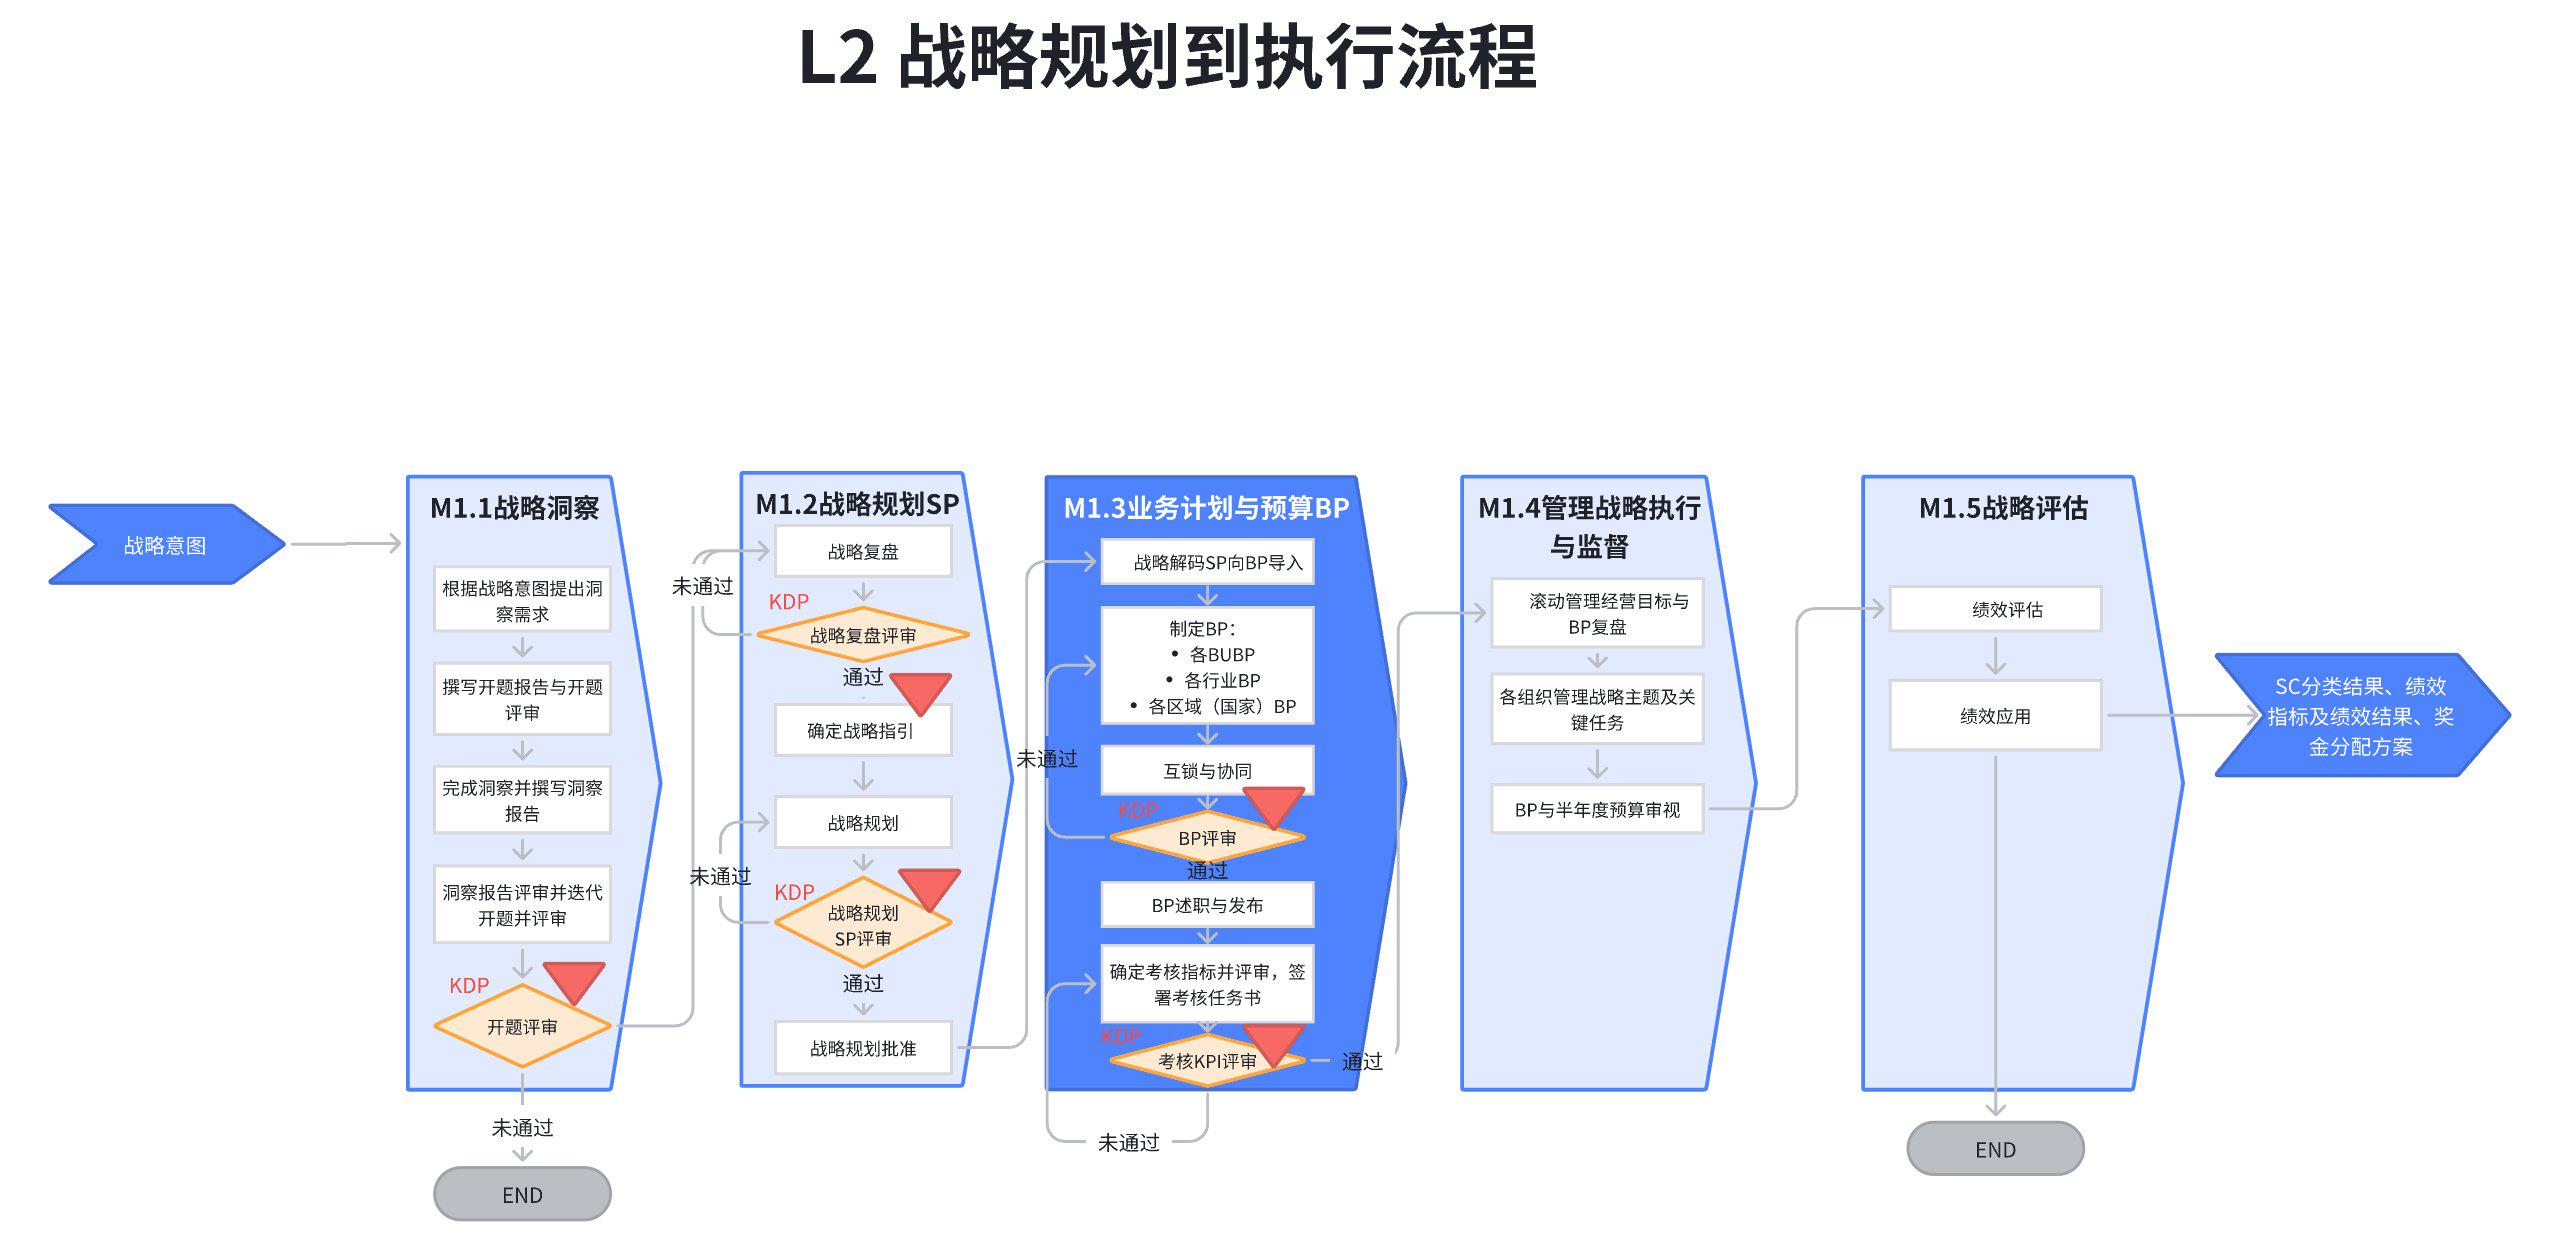 L2 战略规划到执行流程
战略意图
M1.1战略洞察
根据战略意图提出洞
察需求
撰写开题报告与开题
评审
完成洞察并撰写洞察
报告
洞察报告评审并迭代
开题并评审
KDP
开题评审
未通过
END
M1.2战略规划SP
战略复盘
未通过
KDP
战略复盘评审
通过
确定战略指引
战略规划
未通过
KDP
战略规划
SP评审
通过
战略规划批准
M1.3业务计划与预算BP
战略解码SP向BP导入
制定BP：
• 各BUBP
• 各行业BP
• 各区域（国家）BP
未通过
互锁与协同
KDP
BP评审
通过
BP述职与发布
确定考核指标并评审，签
署考核任务书
KDP
考核KPI评审
通过
未通过
M1.4管理战略执行
与监督
滚动管理经营目标与
BP复盘
各组织管理战略主题及关
键任务
BP与半年度预算审视
M1.5战略评估
绩效评估
绩效应用
END
SC分类结果、绩效
指标及绩效结果、奖
金分配方案